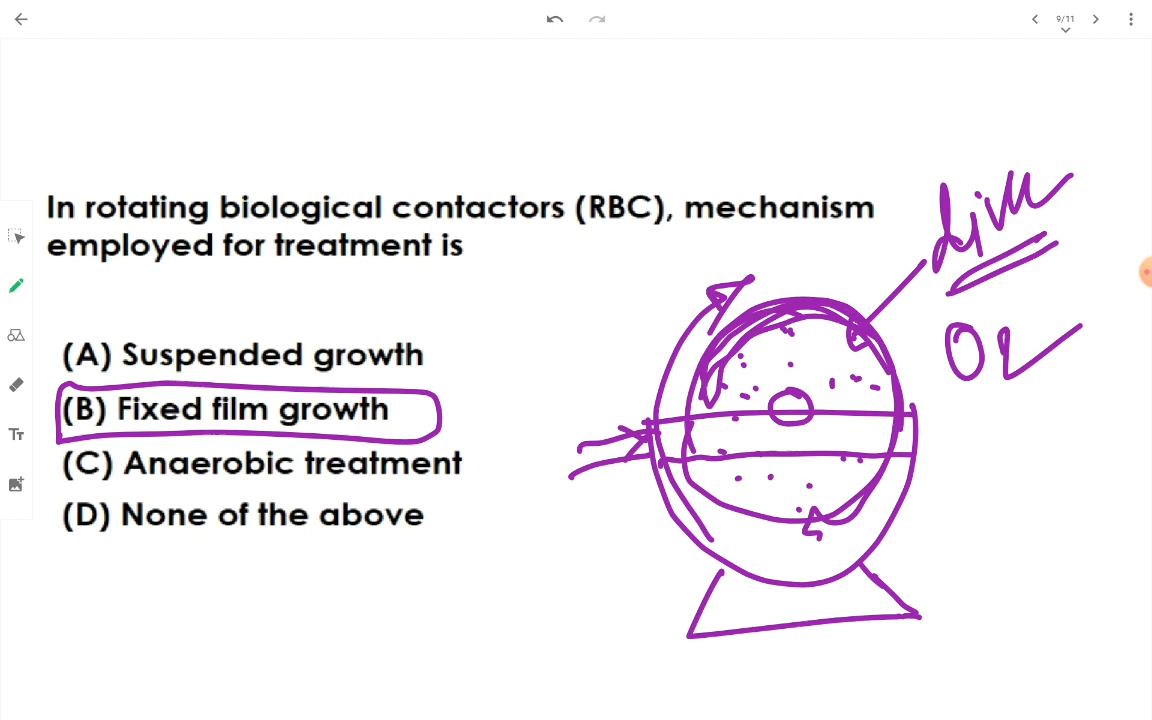 9/11
In rotating biological contactors (RBC), mechanism
employed for treatment is
(A) Suspended growth
(B) Fixed film growth
(C) Anaerobic treatment
(D) None of the above
Tт